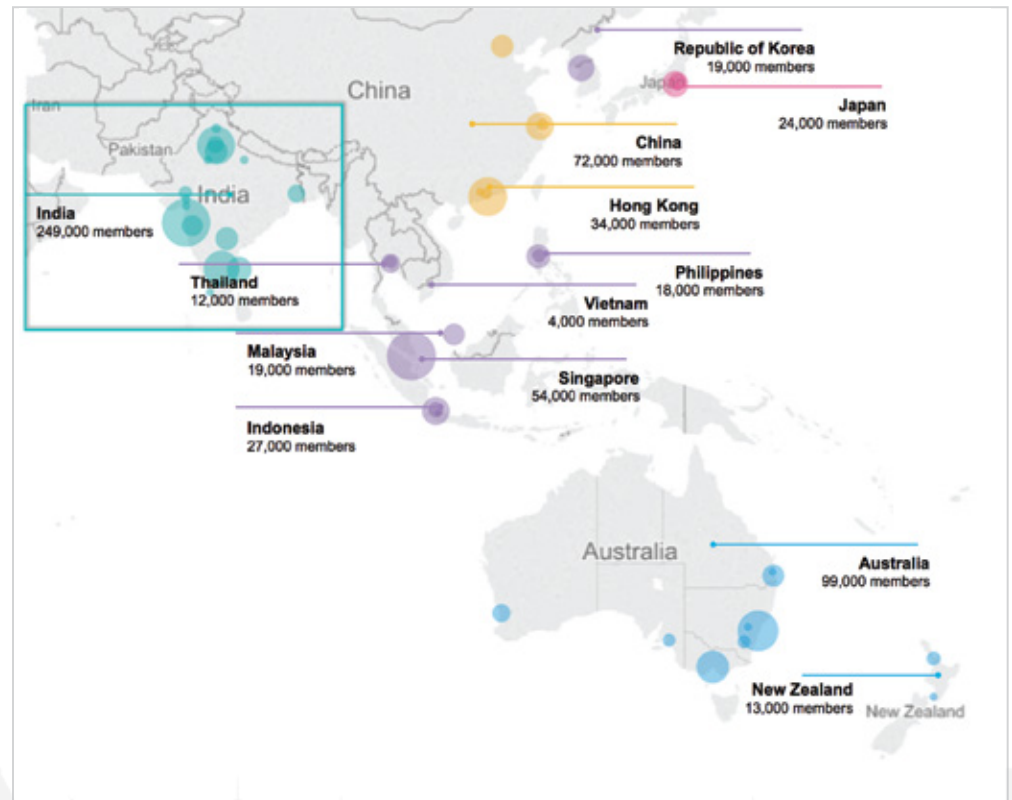 Republic of Korea
19,000 members
China
Japan
Iran
Japan
24,000 members
China
72,000 members
Pakistan
India
Hong Kong
34,000 members
India
249,000 members
Philippines
18,000 members
Thailand
12,000 members
Vietnam
4,000 members
Malaysia
19,000 members
Singapore
54,000 members
Indonesia
27,000 members
Australia
Australia
99,000 members
New Zealand
13,000 members
New Zealand